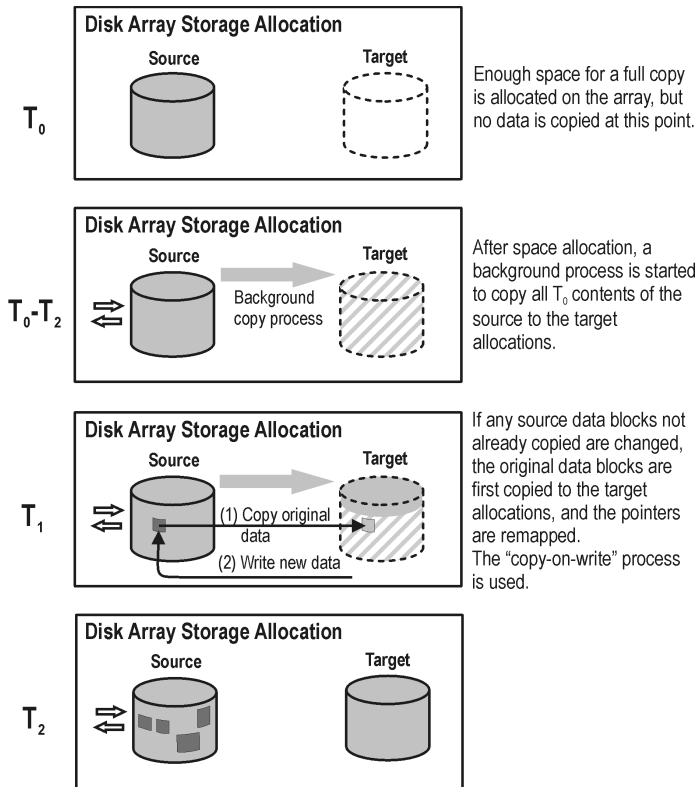 Disk Array Storage Allocation
Source
Target
T0
Enough space for a full copy
is allocated on the array, but
no data is copied at this point.
Disk Array Storage Allocation
Source
Target
T0-T2
Background
copy process
After space allocation, a
background process is started
to copy all T0 contents of the
source to the target
allocations.
Disk Array Storage Allocation
Source
Target
T1
(1) Copy original
data
(2) Write new data
If any source data blocks not
already copied are changed,
the original data blocks are
first copied to the target
allocations, and the pointers
are remapped.
The “copy-on-write” process
is used.
Disk Array Storage Allocation
Source
Target
T2